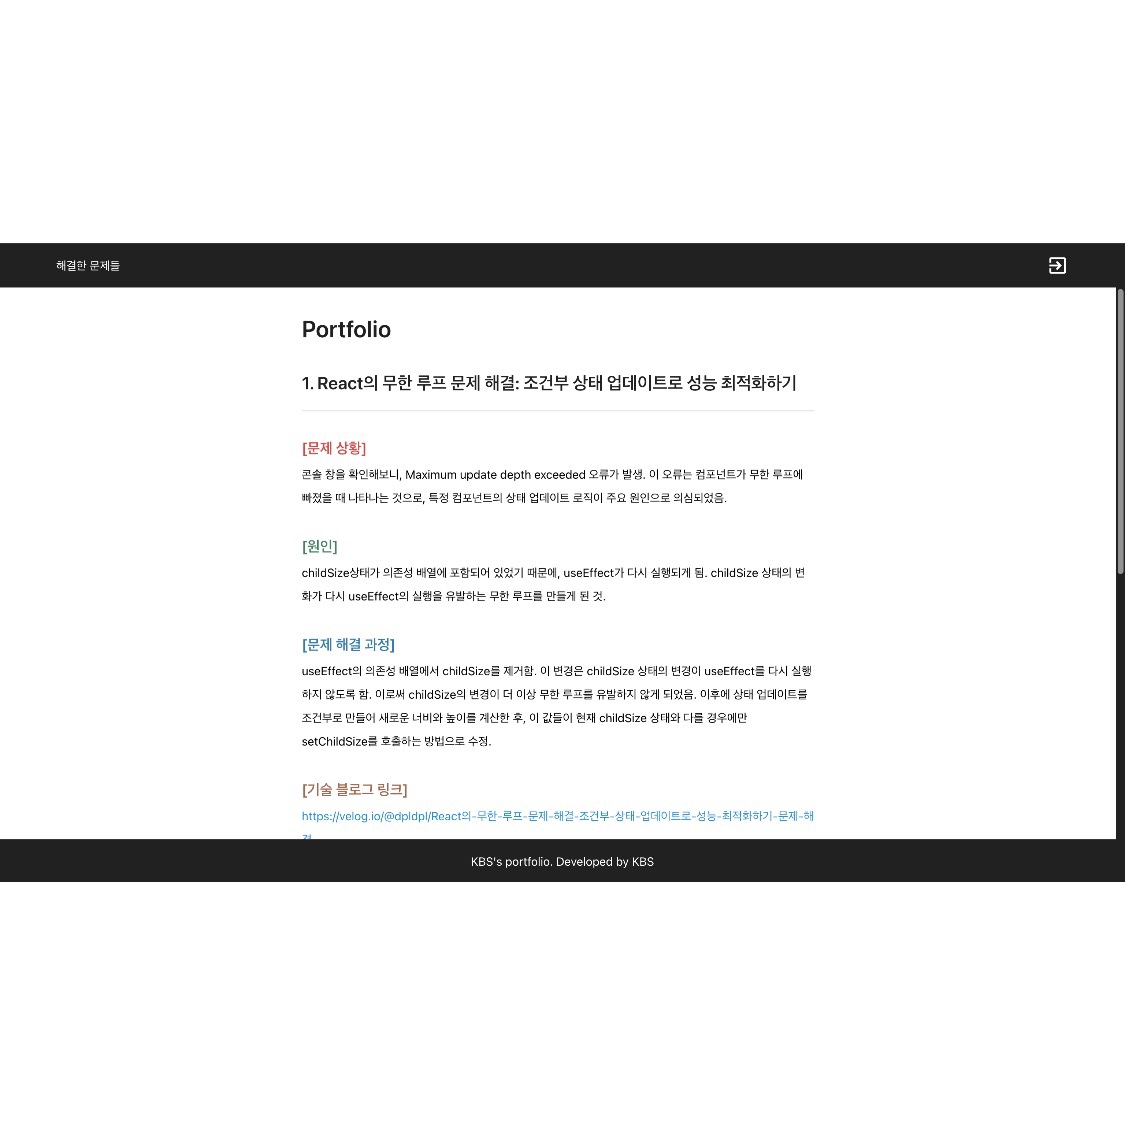 해결한 문제들
Portfolio
1. React의 무한 루프 문제 해결: 조건부 상태 업데이트로 성능 최적화하기
[문제 상황]
콘솔 창을 확인해보니, Maximum update depth exceeded 오류가 발생. 이 오류는 컴포넌트가 무한 루프에
빠졌을 때 나타나는 것으로, 특정 컴포넌트의 상태 업데이트 로직이 주요 원인으로 의심되었음.
[원인]
childSize상태가 의존성 배열에 포함되어 있었기 때문에, useEffect가 다시 실행되게 됨. childSize 상태의 변
화가 다시 useEffect의 실행을 유발하는 무한 루프를 만들게 된 것.
[문제 해결 과정]
useEffect의 의존성 배열에서 childSize를 제거함. 이 변경은 childSize 상태의 변경이 useEffect를 다시 실행
하지 않도록 함. 이로써 childSize의 변경이 더 이상 무한 루프를 유발하지 않게 되었음. 이후에 상태 업데이트를
조건부로 만들어 새로운 너비와 높이를 계산한 후, 이 값들이 현재 childSize 상태와 다를 경우에만
setChildSize를 호출하는 방법으로 수정.
[기술 블로그 링크]
https://velog.io/@dpldpl/React의-무한-루프-문제-해결-조건부-상태-업데이트로-성능-최적화하기-문제-해
KBS's portfolio. Developed by KBS